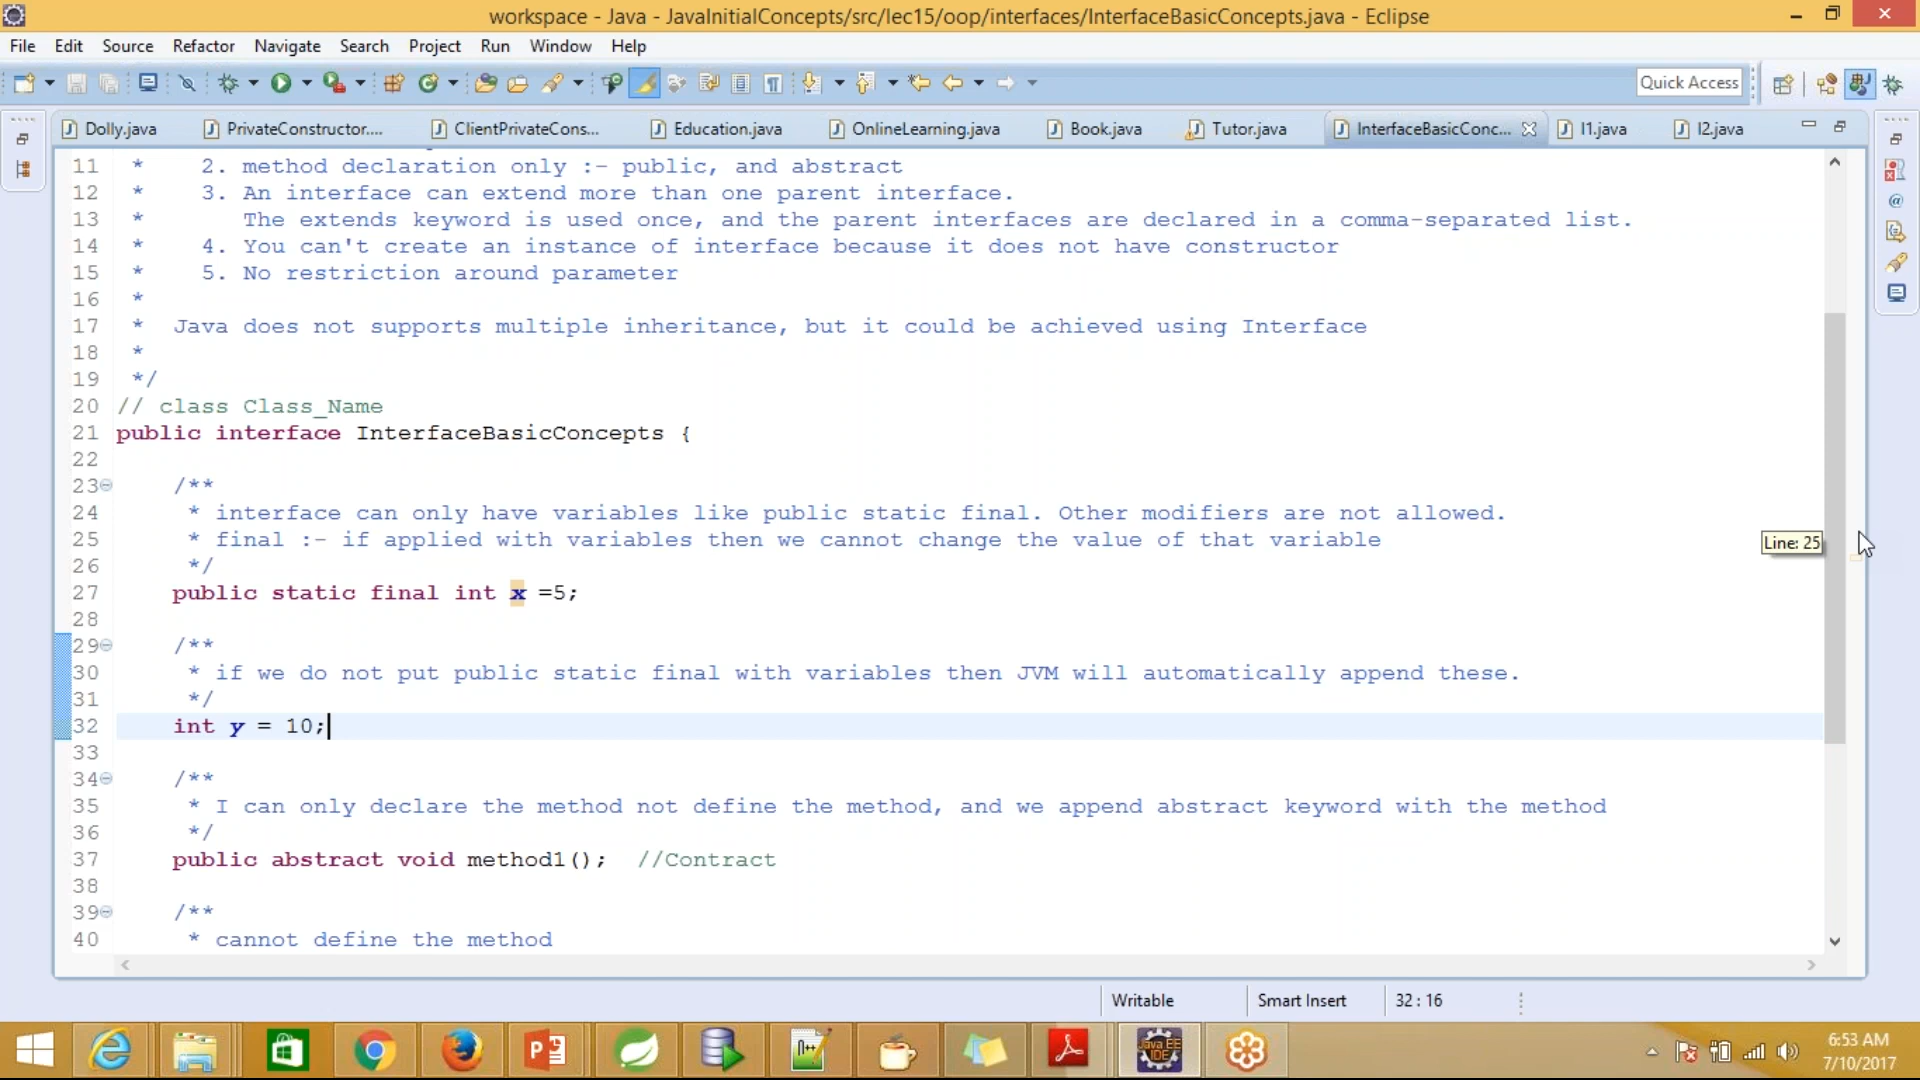 workspace - Java - JavaInitialConcepts/src/lec15/oop/interfaces/InterfaceBasicConcepts.java - Eclipse
File Edit Source Refactor Navigate Search Project Run Window Help
Quick Access
Dolly.java PrivateConstructor.... ClientPrivateCons... Education.java OnlineLearning.java Book.java Tutor.java InterfaceBasicConc... I1.java I2.java
11 * 2. method declaration only :- public, and abstract
12 * 3. An interface can extend more than one parent interface.
13 * The extends keyword is used once, and the parent interfaces are declared in a comma-separated list.
14 * 4. You can't create an instance of interface because it does not have constructor
15 * 5. No restriction around parameter
16 *
17 * Java does not supports multiple inheritance, but it could be achieved using Interface
18 *
19 */
20 // class Class_Name
21 public interface InterfaceBasicConcepts {
22
23 /**
24 * interface can only have variables like public static final. Other modifiers are not allowed.
25 * final :- if applied with variables then we cannot change the value of that variable
Line: 25
26 */
27 public static final int x =5;
28
29 /**
30 * if we do not put public static final with variables then JVM will automatically append these.
31 */
32 int y = 10;
33
34 /**
35 * I can only declare the method not define the method, and we append abstract keyword with the method
36 */
37 public abstract void method1(); //Contract
38
39 /**
40 * cannot define the method
Writable Smart Insert 32 : 16
Java EE
IDE
6:53 AM
7/10/2017